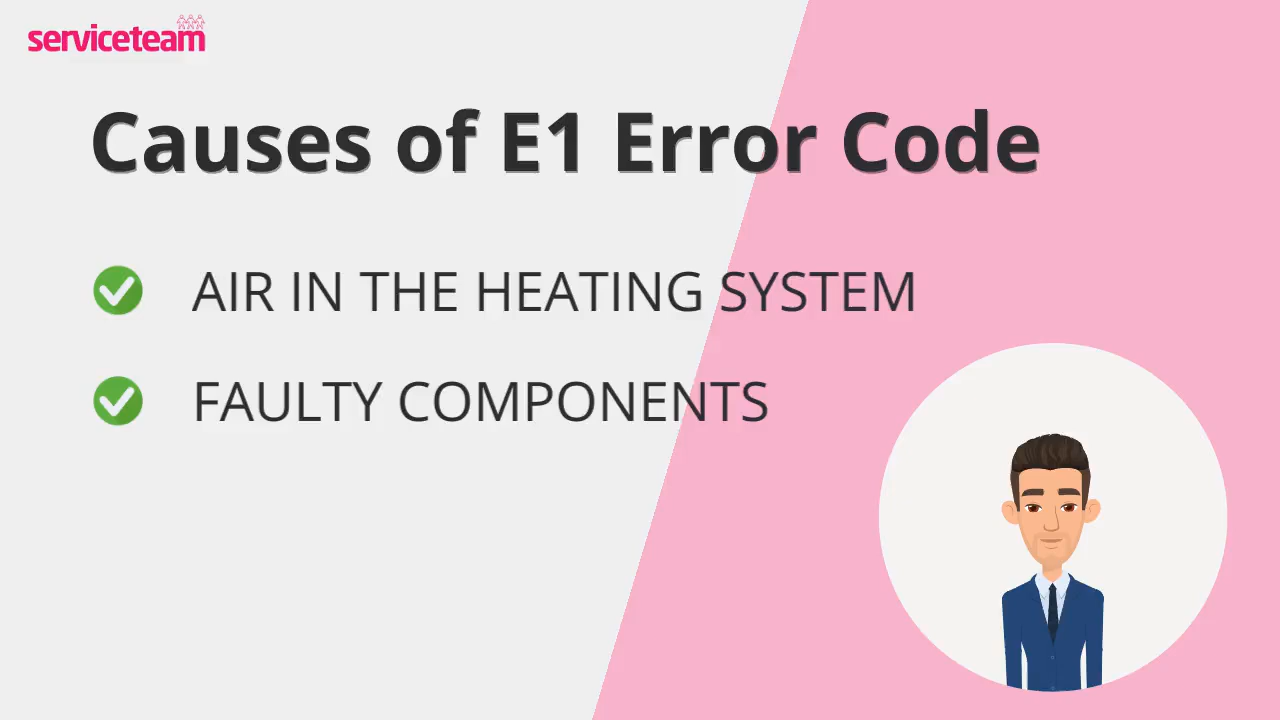 serviceteam
Causes of E1 Error Code
AIR IN THE HEATING SYSTEM
FAULTY COMPONENTS